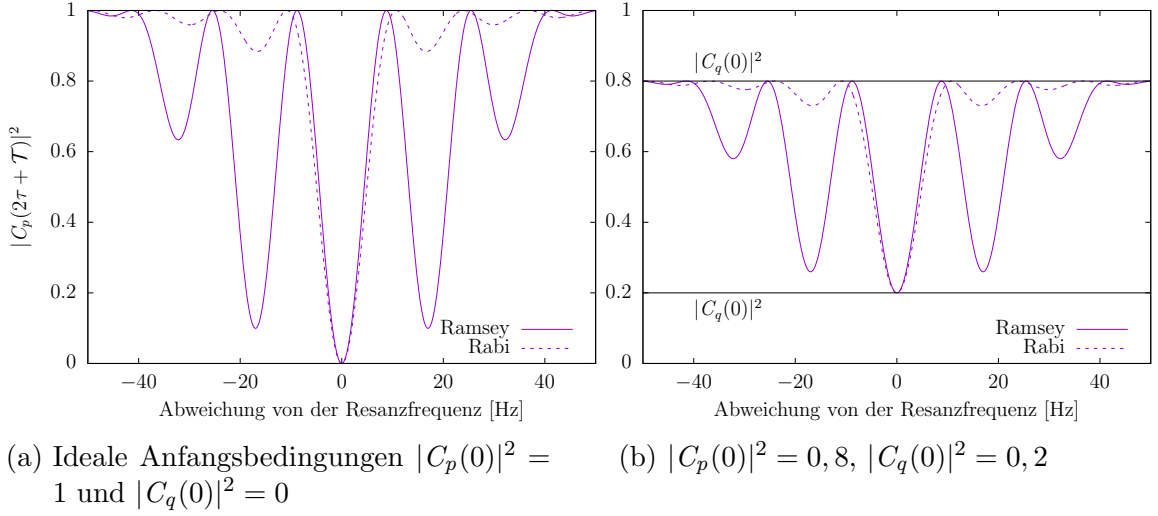 1
0.8
0.6
0.4
0.2
0
|C_p(2τ + 𝒯)|²
Ramsey
Rabi
−40 −20 0 20 40
Abweichung von der Resanzfrequenz [Hz]
1
0.8
0.6
0.4
0.2
0
|C_q(0)|²
|C_q(0)|²
Ramsey
Rabi
−40 −20 0 20 40
Abweichung von der Resanzfrequenz [Hz]
(a) Ideale Anfangsbedingungen |C_p(0)|² =
1 und |C_q(0)|² = 0
(b) |C_p(0)|² = 0, 8, |C_q(0)|² = 0, 2